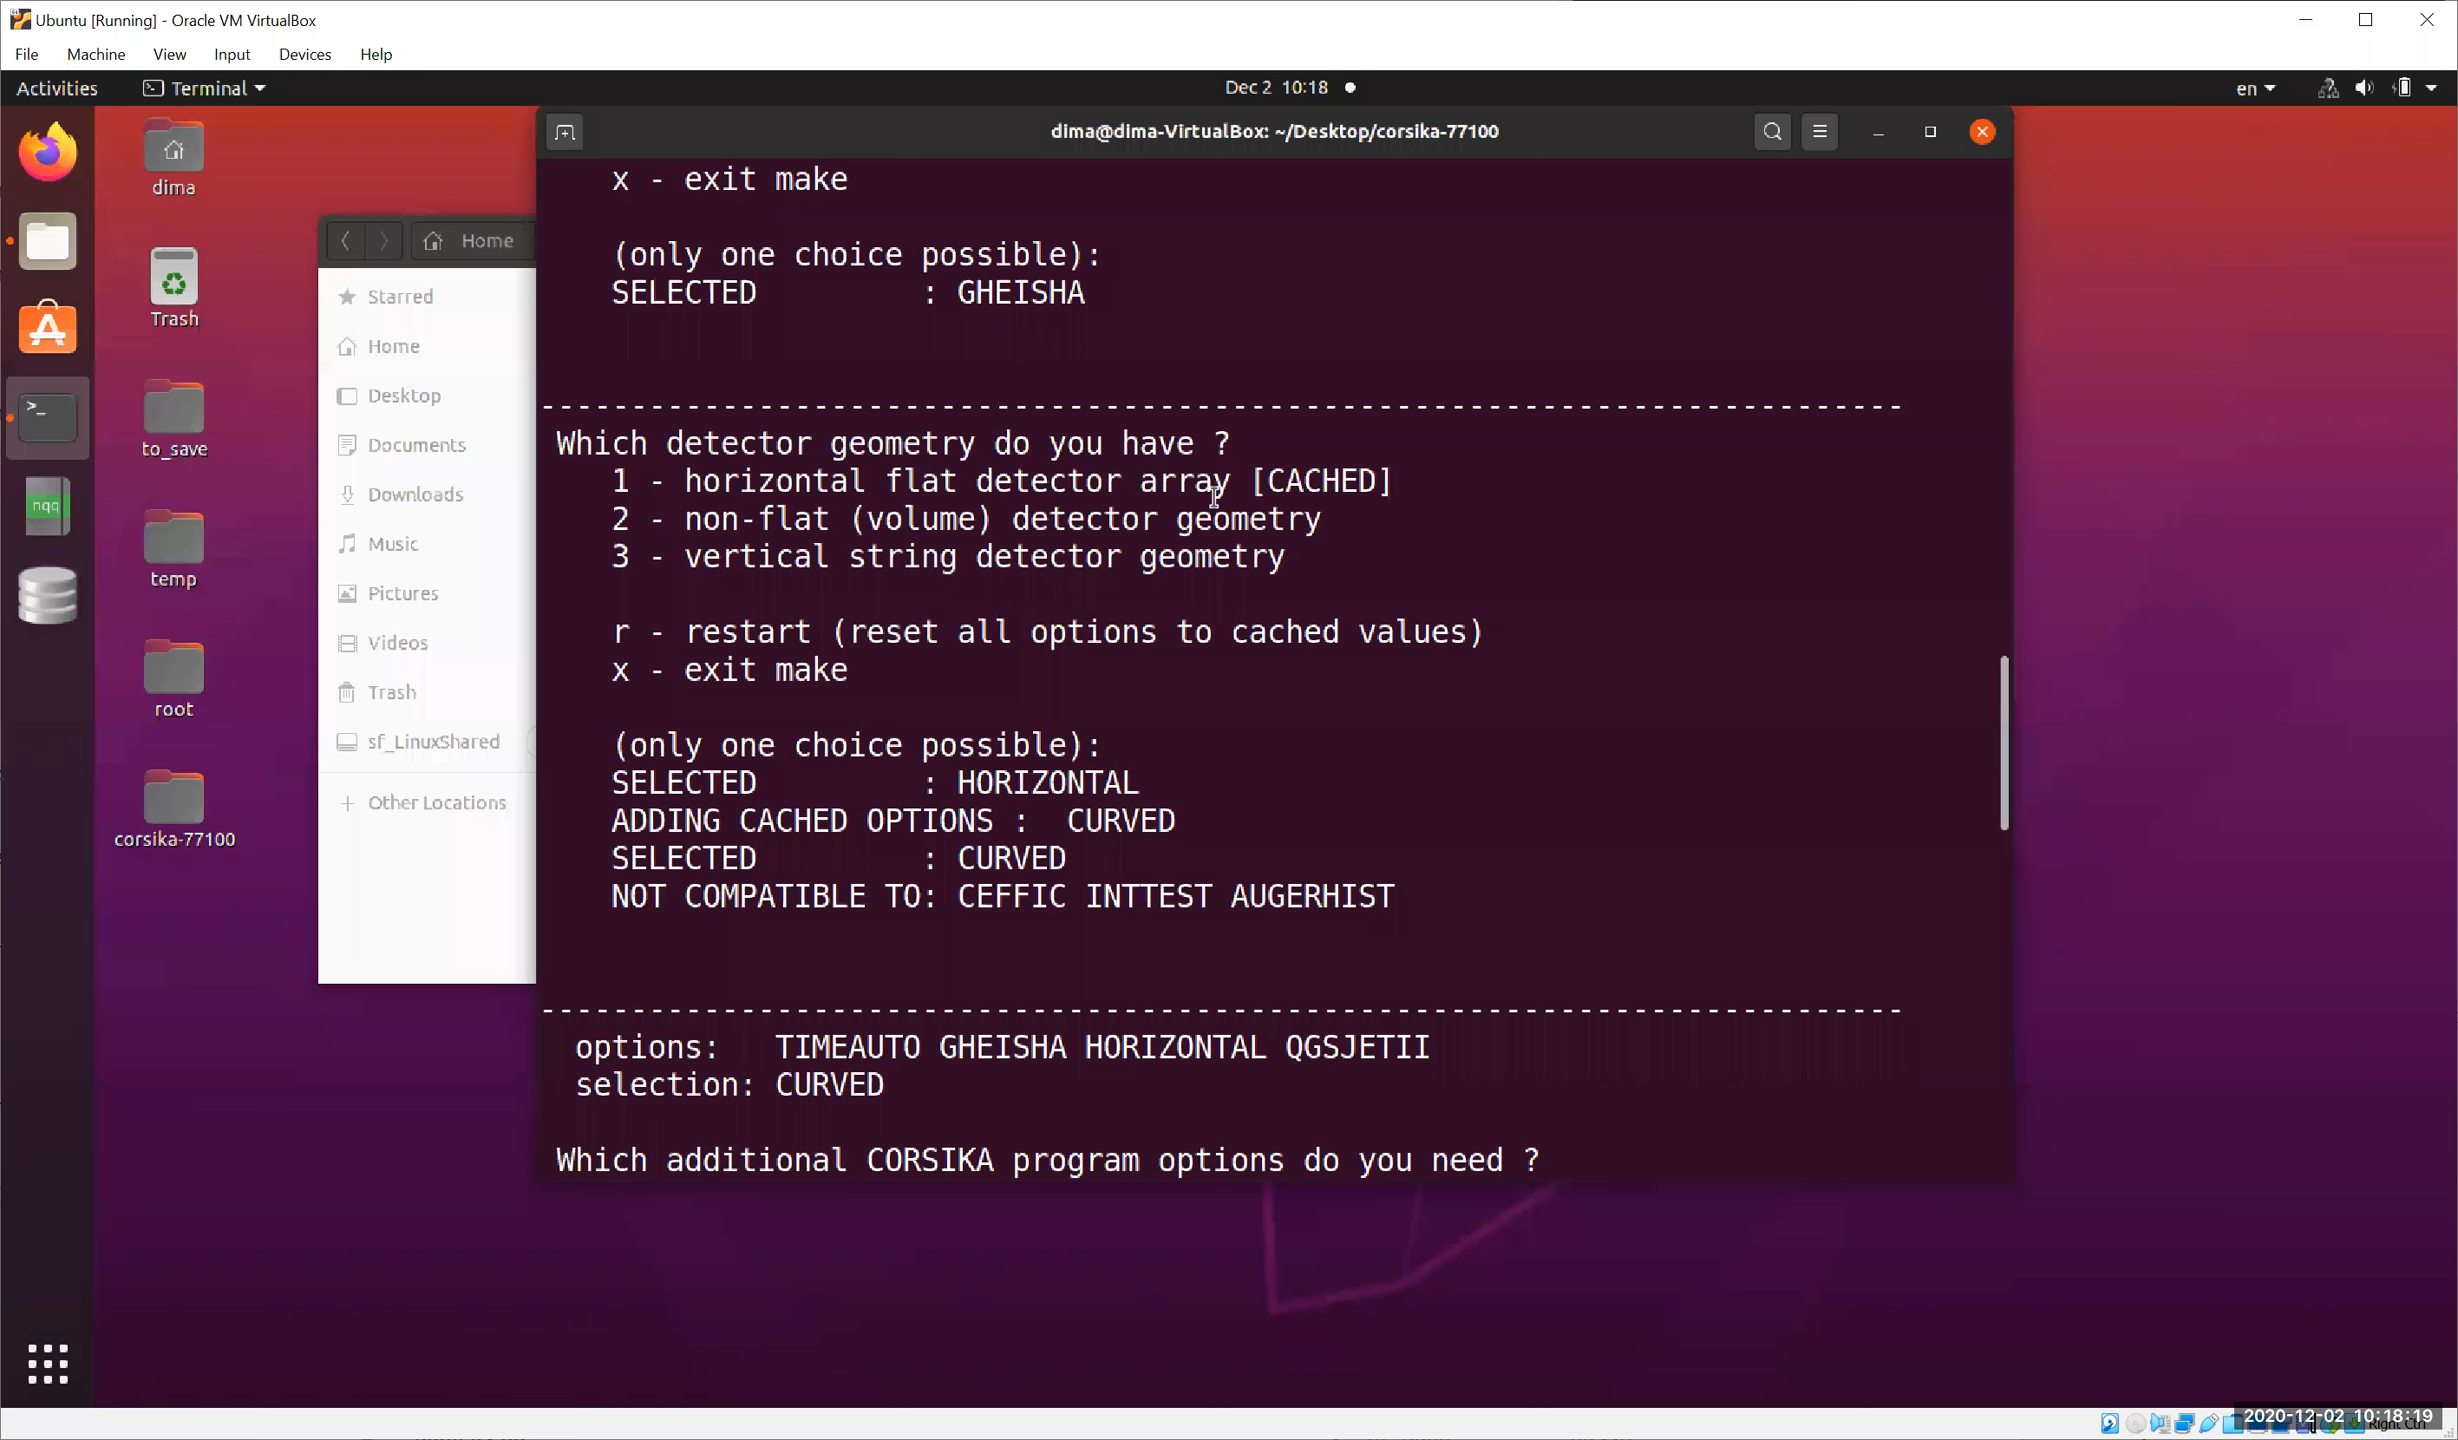 Ubuntu [Running] - Oracle VM VirtualBox
File Machine View Input Devices Help
Activities Terminal Dec 2 10:18 en
dima@dima-VirtualBox: ~/Desktop/corsika-77100
dima
Trash
to_save
temp
root
corsika-77100
nqq
Home
Starred
Home
Desktop
Documents
Downloads
Music
Pictures
Videos
Trash
sf_LinuxShared
+ Other Locations
x - exit make
(only one choice possible):
SELECTED : GHEISHA
---------------------------------------------------------------------------
Which detector geometry do you have ?
1 - horizontal flat detector array [CACHED]
2 - non-flat (volume) detector geometry
3 - vertical string detector geometry
r - restart (reset all options to cached values)
x - exit make
(only one choice possible):
SELECTED : HORIZONTAL
ADDING CACHED OPTIONS : CURVED
SELECTED : CURVED
NOT COMPATIBLE TO: CEFFIC INTTEST AUGERHIST
---------------------------------------------------------------------------
options: TIMEAUTO GHEISHA HORIZONTAL QGSJETII
selection: CURVED
Which additional CORSIKA program options do you need ?
2020-12-02 10:18:19
Right Ctrl